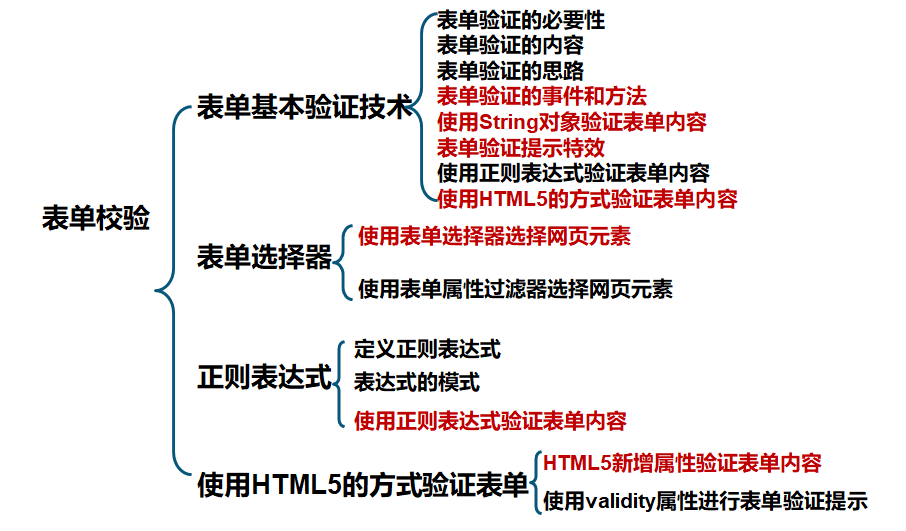 表单校验
表单基本验证技术
表单验证的必要性
表单验证的内容
表单验证的思路
表单验证的事件和方法
使用String对象验证表单内容
表单验证提示特效
使用正则表达式验证表单内容
使用HTML5的方式验证表单内容
表单选择器
使用表单选择器选择网页元素
使用表单属性过滤器选择网页元素
正则表达式
定义正则表达式
表达式的模式
使用正则表达式验证表单内容
使用HTML5的方式验证表单
HTML5新增属性验证表单内容
使用validity属性进行表单验证提示